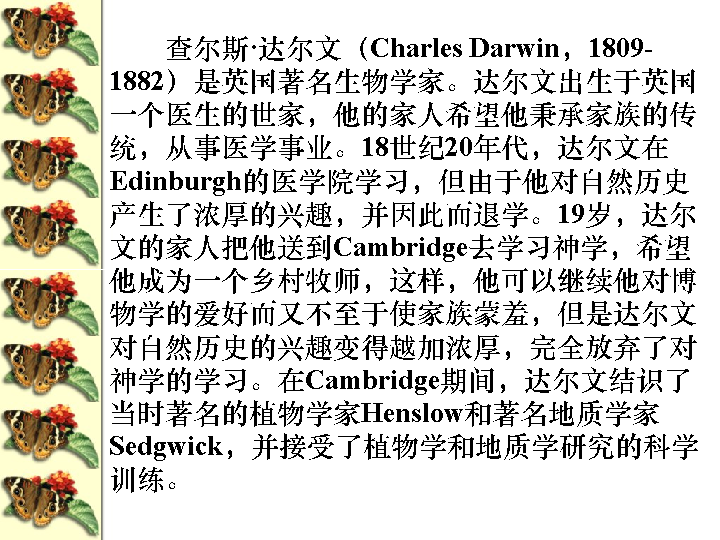 查尔斯·达尔文（Charles Darwin，1809-
1882）是英国著名生物学家。达尔文出生于英国
一个医生的世家，他的家人希望他秉承家族的传
统，从事医学事业。18世纪20年代，达尔文在
Edinburgh的医学院学习，但由于他对自然历史
产生了浓厚的兴趣，并因此而退学。19岁，达尔
文的家人把他送到Cambridge去学习神学，希望
他成为一个乡村牧师，这样，他可以继续他对博
物学的爱好而又不至于使家族蒙羞，但是达尔文
对自然历史的兴趣变得越加浓厚，完全放弃了对
神学的学习。在Cambridge期间，达尔文结识了
当时著名的植物学家Henslow和著名地质学家
Sedgwick，并接受了植物学和地质学研究的科学
训练。